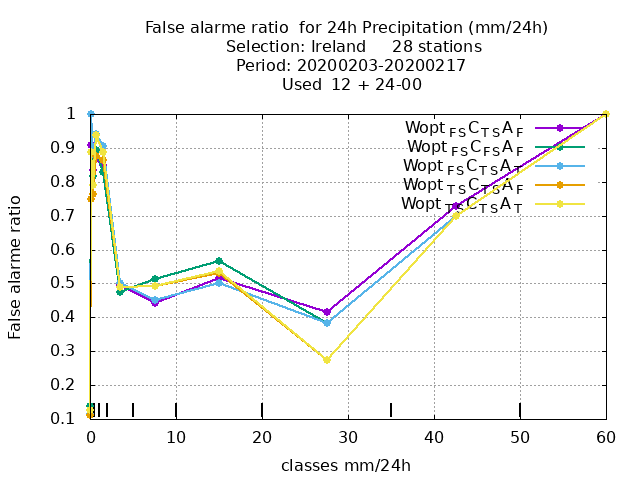 False alarme ratio  for 24h Precipitation (mm/24h)
Selection: Ireland     28 stations
Period: 20200203-20200217
Used  12 + 24-00
1
0.9
0.8
0.7
0.6
0.5
0.4
0.3
0.2
0.1
False alarme ratio
Wopt FS C TS A F
Wopt FS C FS A F
Wopt FS C TS A T
Wopt TS C TS A F
Wopt TS C TS A T
0 10 20 30 40 50 60
classes mm/24h